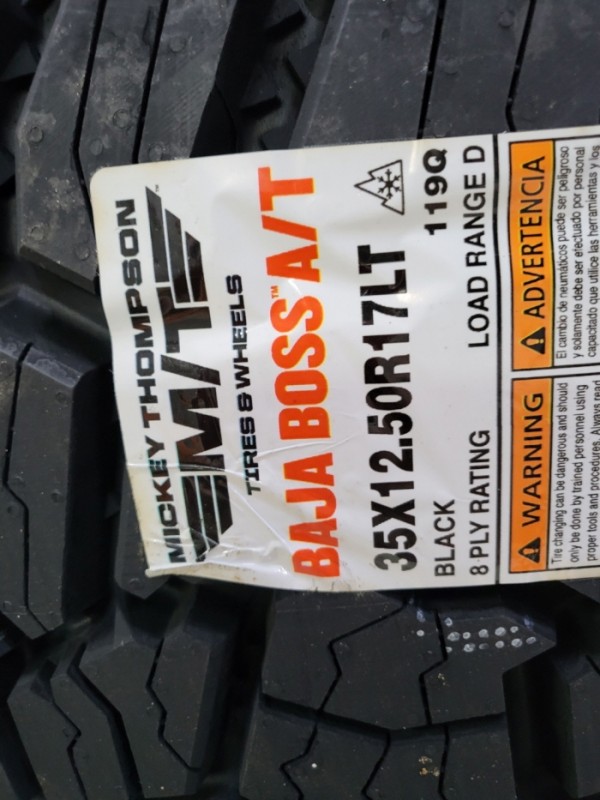 MICKEY THOMPSON
M/T
TIRES & WHEELS
BAJA BOSS™ A/T
35X12.50R17LT
BLACK 119Q
8 PLY RATING LOAD RANGE D
WARNING
Tire changing can be dangerous and should
only be done by trained personnel using
proper tools and procedures. Always read
ADVERTENCIA
El cambio de neumáticos puede ser peligroso
y solamente debe ser efectuado por personal
capacitado que utilice las herramientas y los